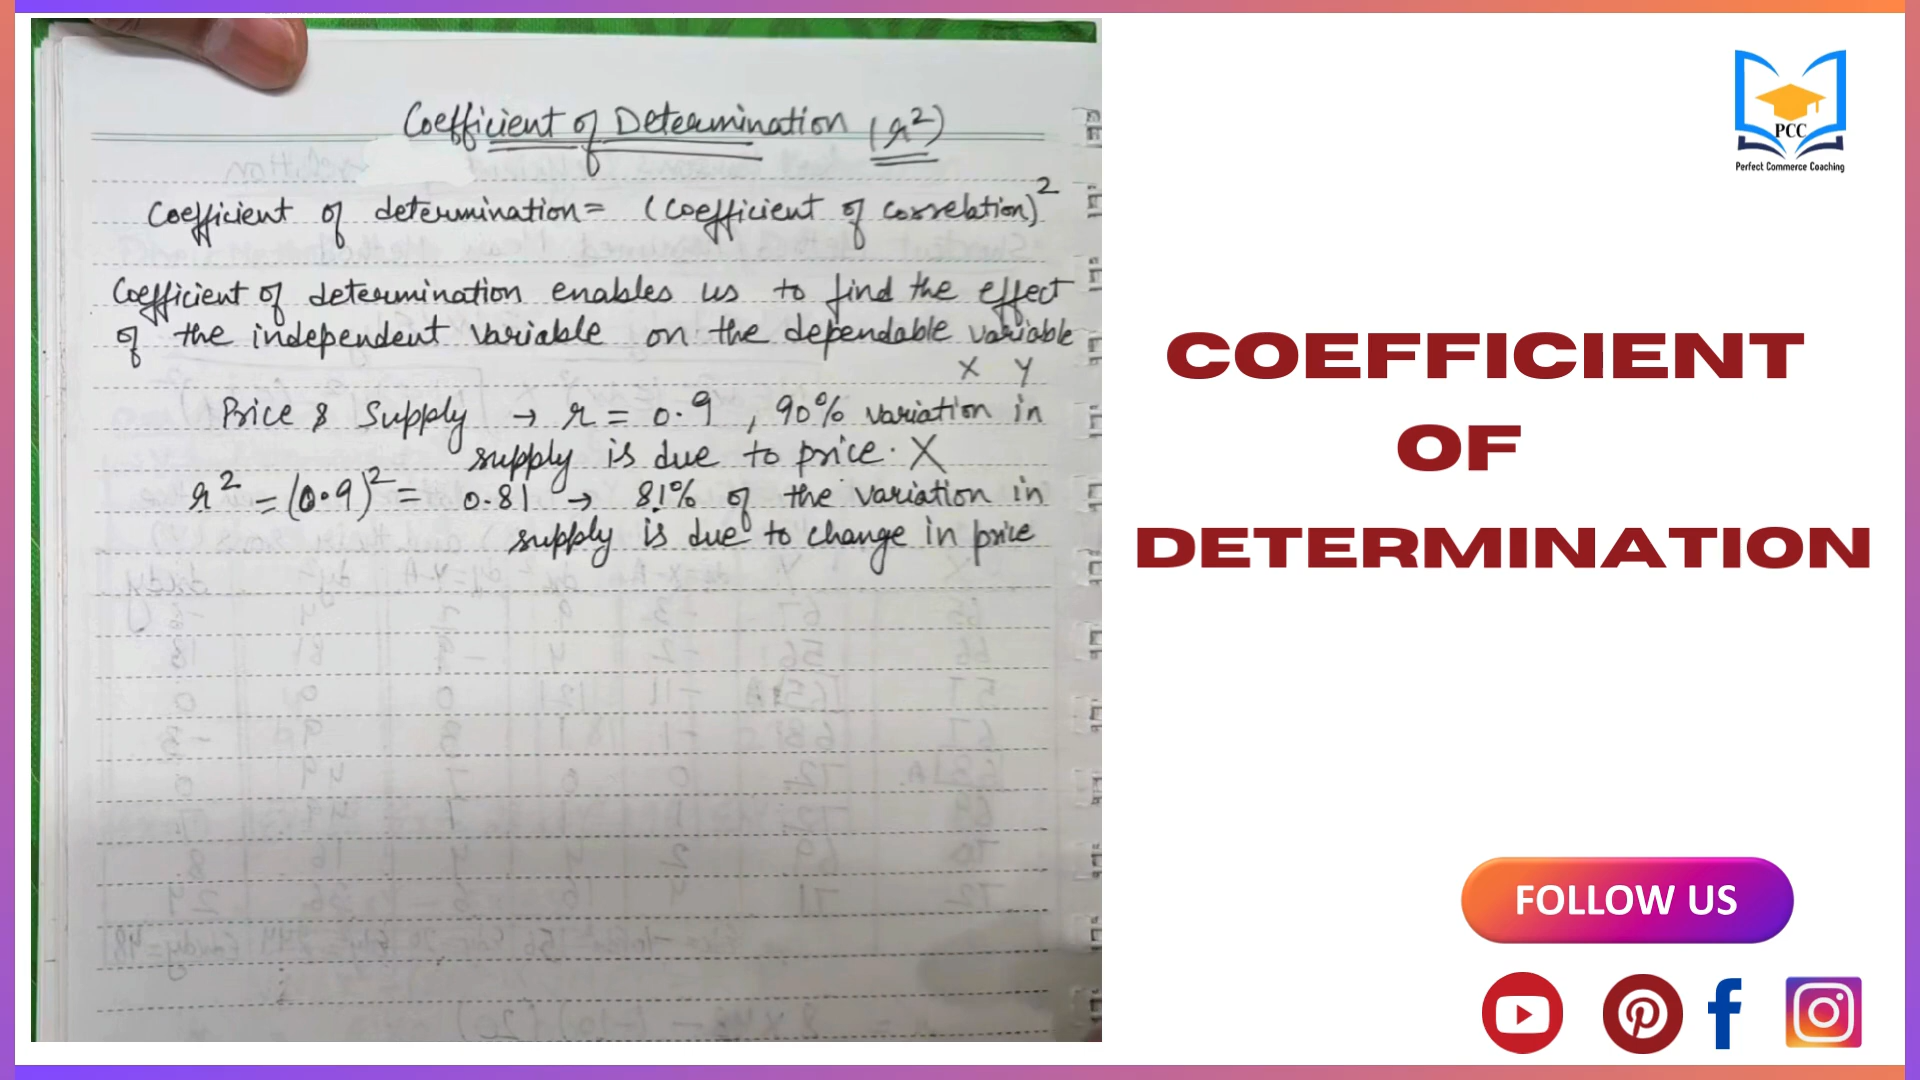 Coefficient of Determination (r²)
Coefficient of determination = (Coefficient of correlation)²
Coefficient of determination enables us to find the effect
of the independent variable on the dependable variable
X Y
Price & Supply → r = 0.9, 90% variation in
supply is due to price. X
r² = (0.9)² = 0.81 → 81% of the variation in
supply is due to change in price
PCC
Perfect Commerce Coaching
COEFFICIENT
OF
DETERMINATION
FOLLOW US